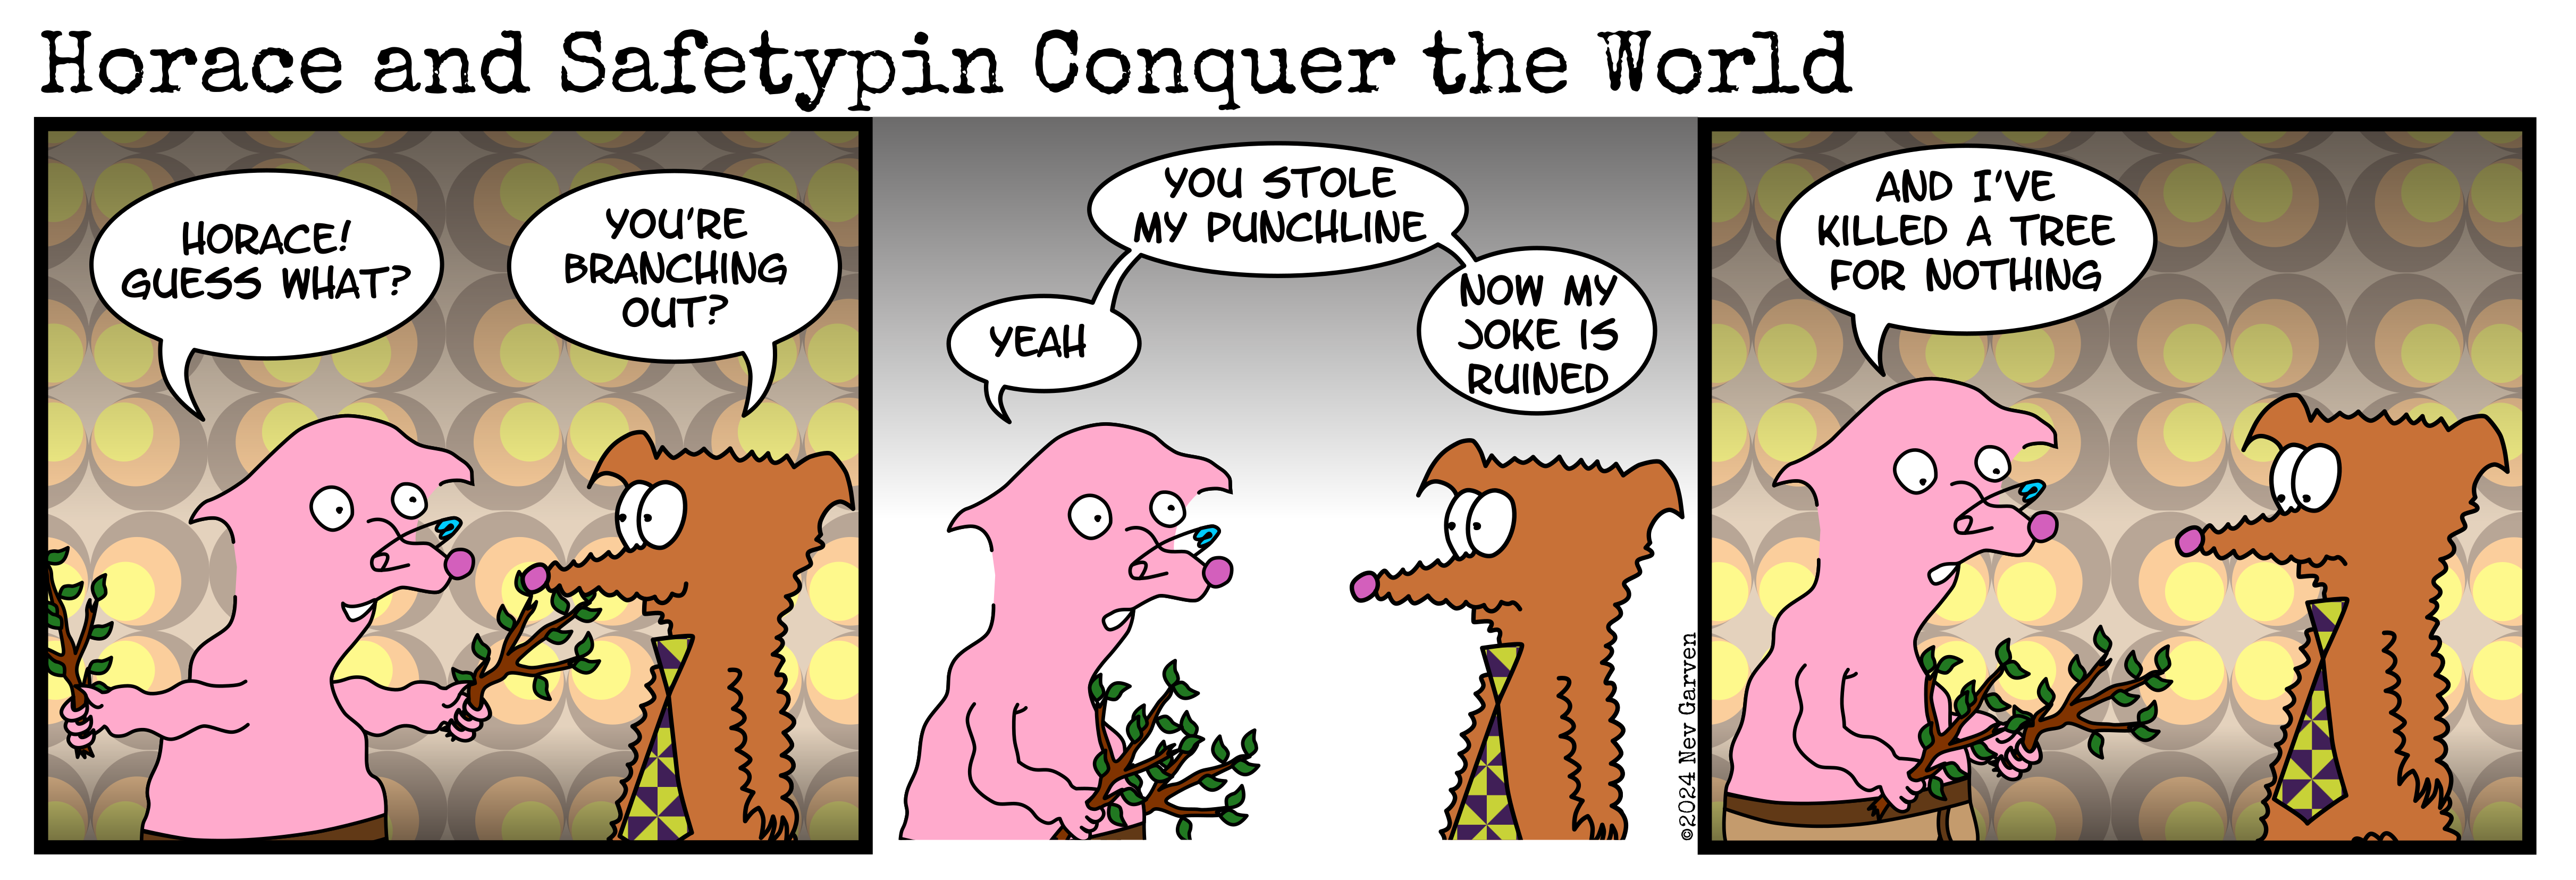 Horace and Safetypin Conquer the World
HORACE!
GUESS WHAT?
YOU'RE
BRANCHING
OUT?
YEAH
YOU STOLE
MY PUNCHLINE
NOW MY
JOKE IS
RUINED
©2024 Nev Garven
AND I'VE
KILLED A TREE
FOR NOTHING